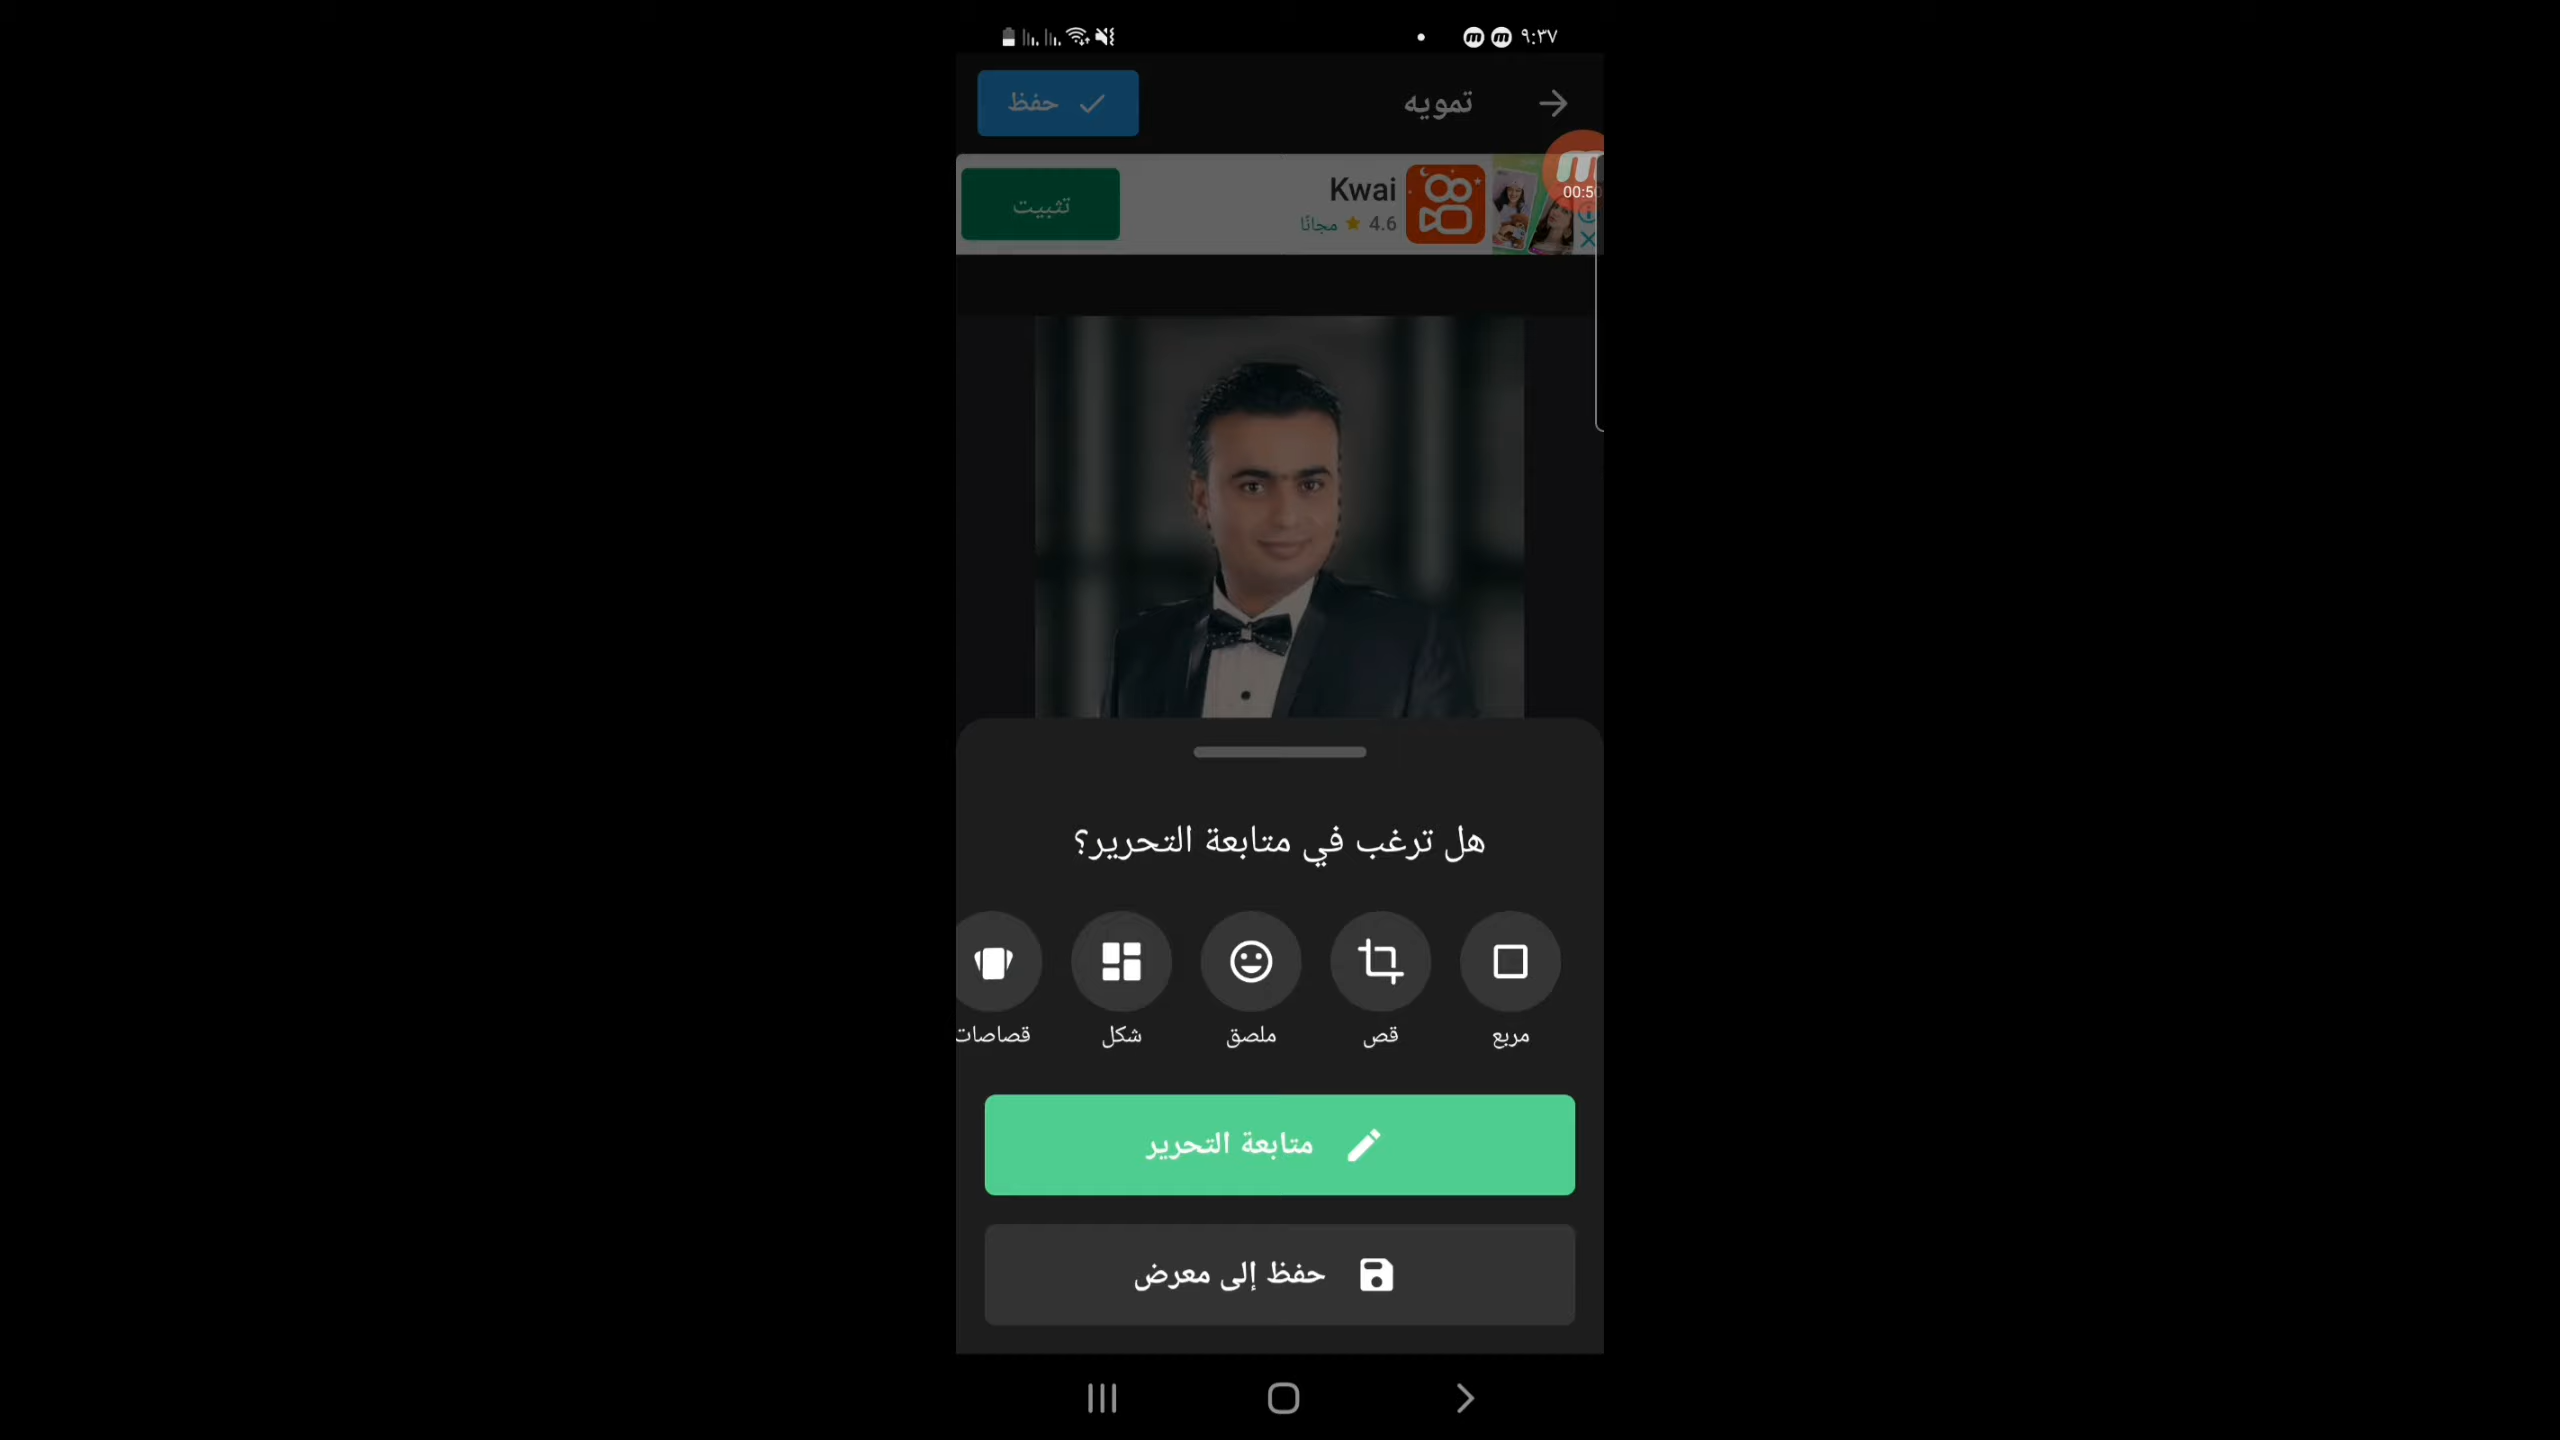 ٩:٣٧
تمويه
حفظ
00:50
Kwai
4.6 مجانًا
تثبيت
هل ترغب في متابعة التحرير؟
مربع
قص
ملصق
شكل
قصاصات
متابعة التحرير
حفظ إلى معرض